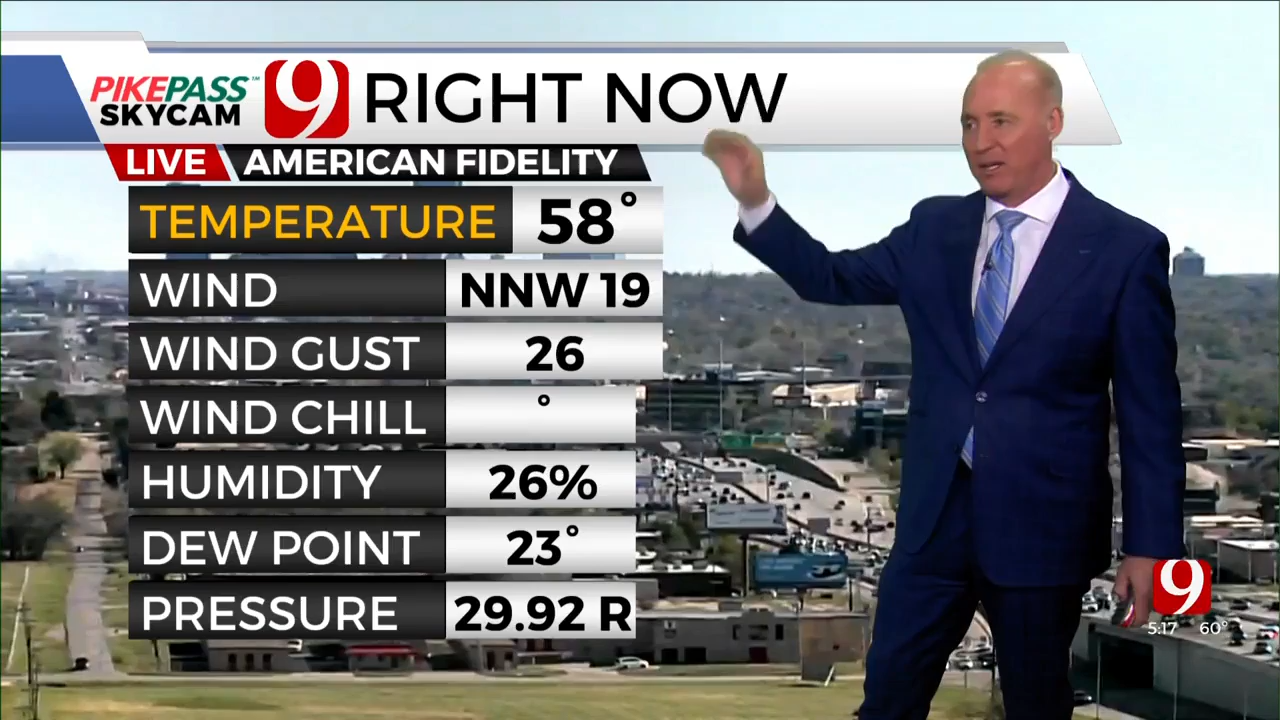 PIKEPASS™ 9 RIGHT NOW
SKYCAM
LIVE AMERICAN FIDELITY
TEMPERATURE 58°
WIND NNW 19
WIND GUST 26
WIND CHILL °
HUMIDITY 26%
DEW POINT 23°
PRESSURE 29.92 R
9
5:17 60°